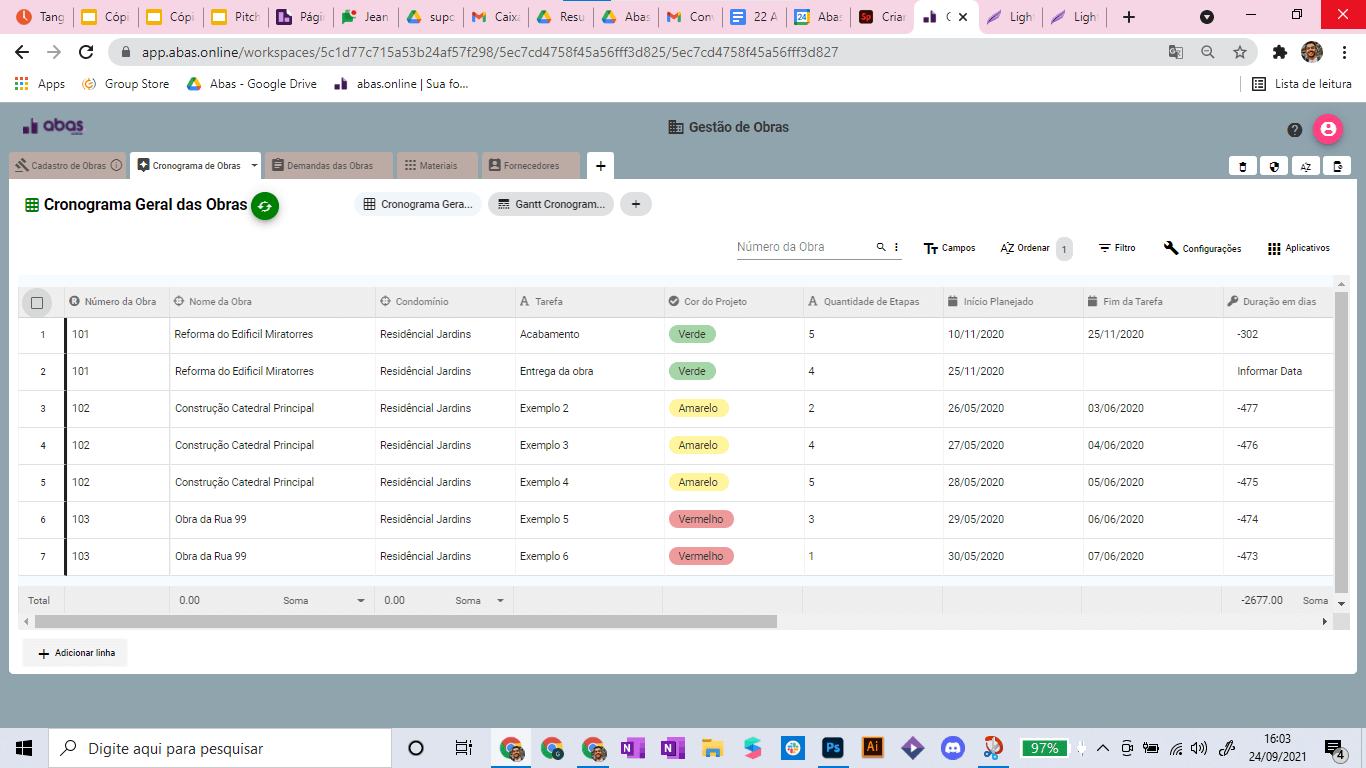 Tang
Cópi
Cópi
Pitch
Págin
Jean
supo
Caixa
Resu
Abas
Com
22 A
Abas
Criar
Light
Light
app.abas.online/workspaces/5c1d77c715a53b24af57f298/5ec7cd4758f45a56fff3d825/5ec7cd4758f45a56fff3d827
Apps
Group Store
Abas - Google Drive
abas.online | Sua fo...
Lista de leitura
abas
Gestão de Obras
Cadastro de Obras
Cronograma de Obras
Demandas das Obras
Materiais
Fornecedores
+
Cronograma Geral das Obras
Cronograma Gera...
Gantt Cronogram...
+
Número da Obra
Campos
Ordenar 1
Filtro
Configurações
Aplicativos
Número da Obra Nome da Obra Condomínio Tarefa Cor do Projeto Quantidade de Etapas Início Planejado Fim da Tarefa Duração em dias
1 101 Reforma do Edificil Miratorres Residêncial Jardins Acabamento Verde 5 10/11/2020 25/11/2020 -302
2 101 Reforma do Edificil Miratorres Residêncial Jardins Entrega da obra Verde 4 25/11/2020 Informar Data
3 102 Construção Catedral Principal Residêncial Jardins Exemplo 2 Amarelo 2 26/05/2020 03/06/2020 -477
4 102 Construção Catedral Principal Residêncial Jardins Exemplo 3 Amarelo 4 27/05/2020 04/06/2020 -476
5 102 Construção Catedral Principal Residêncial Jardins Exemplo 4 Amarelo 5 28/05/2020 05/06/2020 -475
6 103 Obra da Rua 99 Residêncial Jardins Exemplo 5 Vermelho 3 29/05/2020 06/06/2020 -474
7 103 Obra da Rua 99 Residêncial Jardins Exemplo 6 Vermelho 1 30/05/2020 07/06/2020 -473
Total 0.00 Soma 0.00 Soma -2677.00 Soma
+ Adicionar linha
Digite aqui para pesquisar
97%
16:03
24/09/2021
4